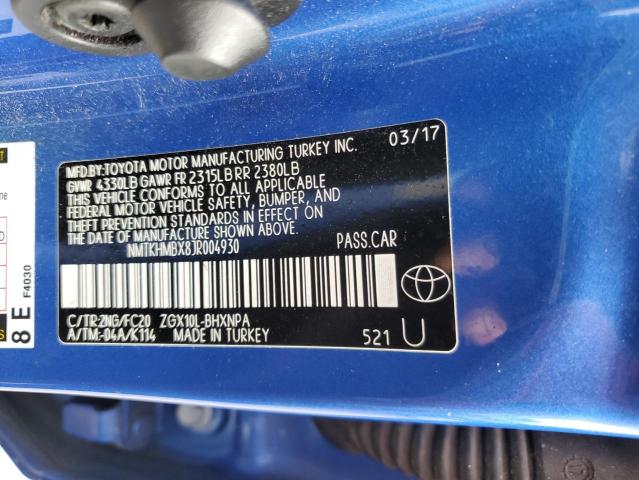 03/17
MFD.BY:TOYOTA MOTOR MANUFACTURING TURKEY INC.
GVWR 4330LB GAWR FR 2315LB RR 2380LB
THIS VEHICLE CONFORMS TO ALL APPLICABLE
FEDERAL MOTOR VEHICLE SAFETY, BUMPER, AND
THEFT PREVENTION STANDARDS IN EFFECT ON
THE DATE OF MANUFACTURE SHOWN ABOVE.
NMTKHMBX8JR004930 PASS.CAR
C/TR:2NG/FC20 ZGX10L-BHXNPA
A/TM:-04A/K114 MADE IN TURKEY 521 U
8 E F4030